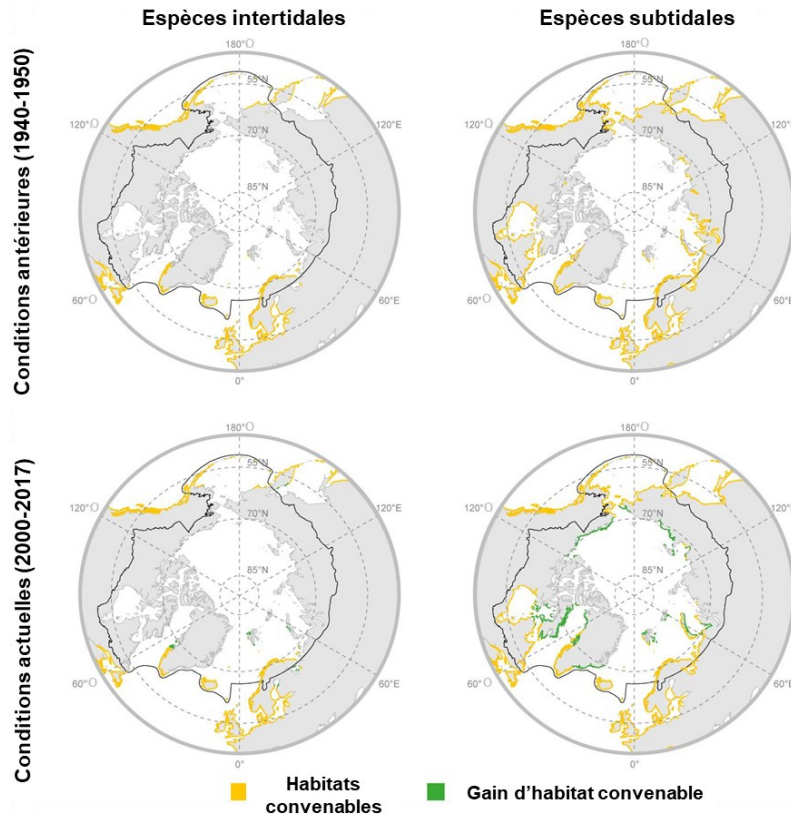 Espèces intertidales
Espèces subtidales
Conditions antérieures (1940-1950)
180°O
55°N
120°O
120°E
70°N
85°N
60°O
60°E
0°
180°O
55°N
120°O
120°E
70°N
85°N
60°O
60°E
0°
Conditions actuelles (2000-2017)
180°O
55°N
120°O
120°E
70°N
85°N
60°O
60°E
0°
180°O
55°N
120°O
120°E
70°N
85°N
60°O
60°E
0°
Habitats
convenables
Gain d'habitat convenable